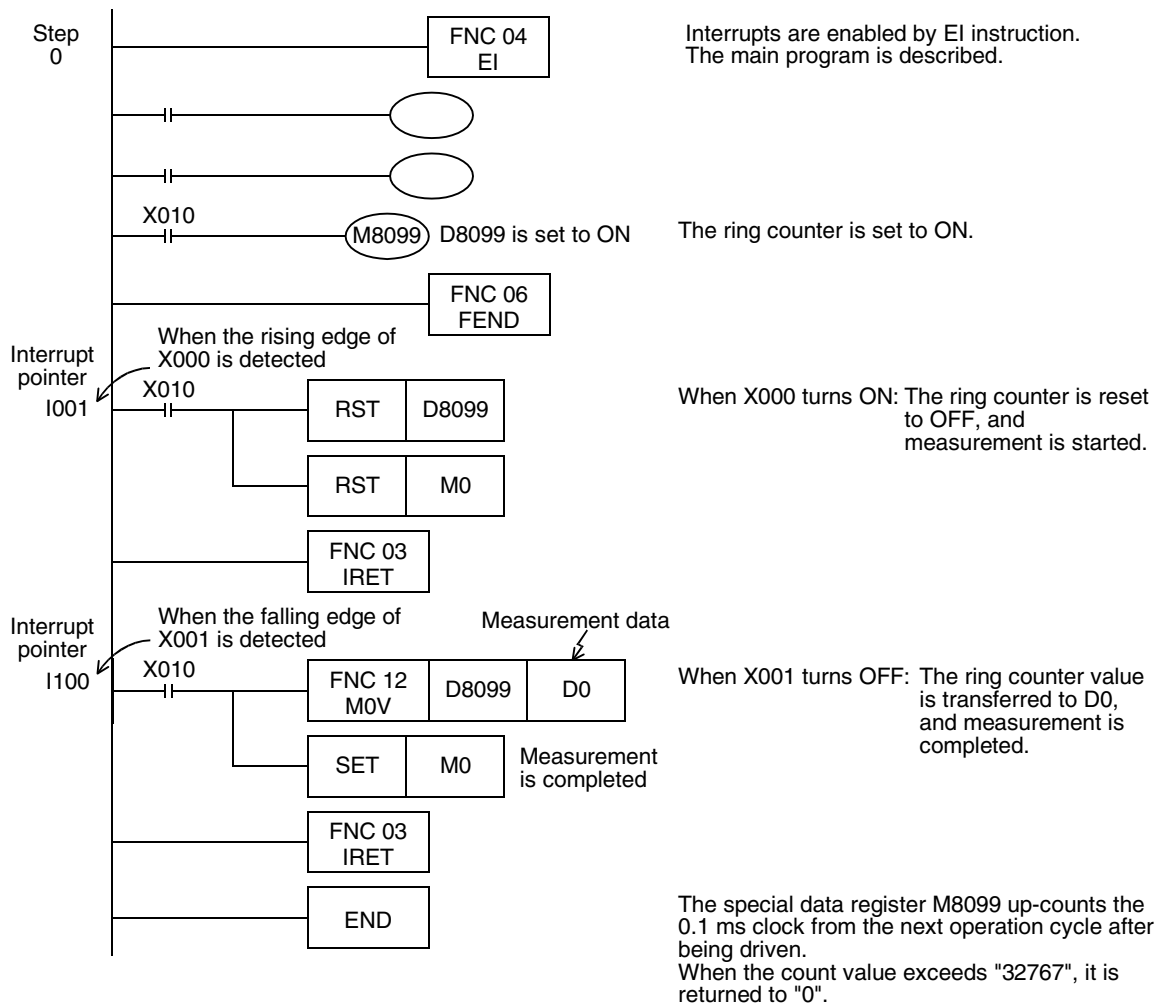 Step
0
FNC 04
EI
Interrupts are enabled by EI instruction.
The main program is described.
X010
M8099
D8099 is set to ON
The ring counter is set to ON.
FNC 06
FEND
Interrupt
pointer
I001
When the rising edge of
X000 is detected
X010
RST
D8099
When X000 turns ON: The ring counter is reset
to OFF, and
measurement is started.
RST
M0
FNC 03
IRET
Interrupt
pointer
I100
When the falling edge of
X001 is detected
Measurement data
X010
FNC 12
M0V
D8099
D0
When X001 turns OFF: The ring counter value
is transferred to D0,
and measurement is
completed.
SET
M0
Measurement
is completed
FNC 03
IRET
END
The special data register M8099 up-counts the
0.1 ms clock from the next operation cycle after
being driven.
When the count value exceeds "32767", it is
returned to "0".